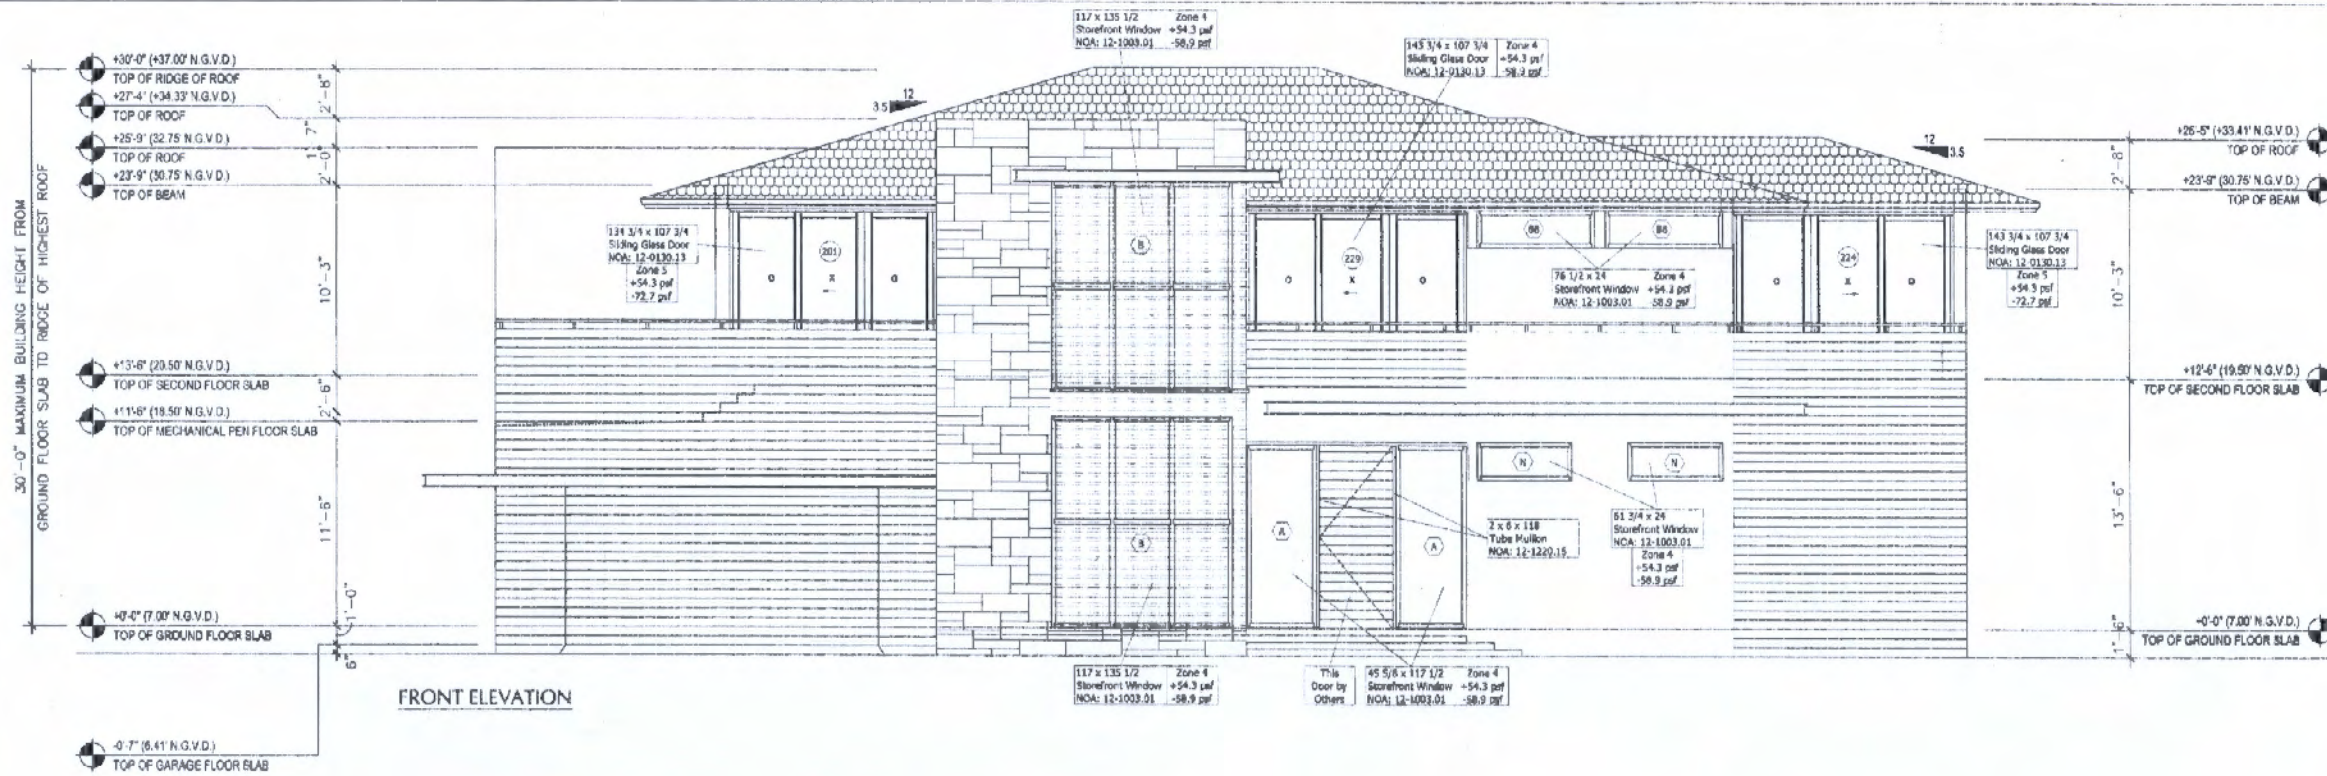 30'-0" MAXIMUM BUILDING HEIGHT FROM
GROUND FLOOR SLAB TO RIDGE OF HIGHEST ROOF
+30'-0" (+37.00' N.G.V.D.)
TOP OF RIDGE OF ROOF
+27'-4" (+34.33' N.G.V.D.)
TOP OF ROOF
+25'-9" (32.75' N.G.V.D.)
TOP OF ROOF
+23'-9" (30.75' N.G.V.D.)
TOP OF BEAM
+13'-6" (20.50' N.G.V.D.)
TOP OF SECOND FLOOR SLAB
+11'-6" (18.50' N.G.V.D.)
TOP OF MECHANICAL PEN FLOOR SLAB
+0'-0" (7.00' N.G.V.D.)
TOP OF GROUND FLOOR SLAB
-0'-7" (6.41' N.G.V.D.)
TOP OF GARAGE FLOOR SLAB
2'-8"
1'-7"
2'-0"
10'-3"
2'-6"
11'-6"
1'-0"
6"
12
3.5
117 x 135 1/2 Zone 4
Storefront Window +54.3 psf
NOA: 12-1003.01 -58.9 psf
143 3/4 x 107 3/4 Zone 4
Sliding Glass Door +54.3 psf
NOA: 12-0130.13 -58.9 psf
134 3/4 x 107 3/4
Sliding Glass Door
NOA: 12-0130.13
Zone 5
+54.3 psf
-72.7 psf
O
201
X
O
B
O
229
X
O
BB
BB
76 1/2 x 24 Zone 4
Storefront Window +54.3 psf
NOA: 12-1003.01 -58.9 psf
O
224
X
O
143 3/4 x 107 3/4
Sliding Glass Door
NOA: 12-0130.13
Zone 5
+54.3 psf
-72.7 psf
12
3.5
B
A
A
N
N
2 x 6 x 118
Tube Mullion
NOA: 12-1220.15
61 3/4 x 24
Storefront Window
NOA: 12-1003.01
Zone 4
+54.3 psf
-58.9 psf
117 x 135 1/2 Zone 4
Storefront Window +54.3 psf
NOA: 12-1003.01 -58.9 psf
This
Door by
Others
45 5/8 x 117 1/2 Zone 4
Storefront Window +54.3 psf
NOA: 12-1003.01 -58.9 psf
2'-8"
10'-3"
13'-6"
1'-6"
+26'-5" (+33.41' N.G.V.D.)
TOP OF ROOF
+23'-9" (30.75' N.G.V.D.)
TOP OF BEAM
+12'-6" (19.50' N.G.V.D.)
TOP OF SECOND FLOOR SLAB
+0'-0" (7.00' N.G.V.D.)
TOP OF GROUND FLOOR SLAB
FRONT ELEVATION